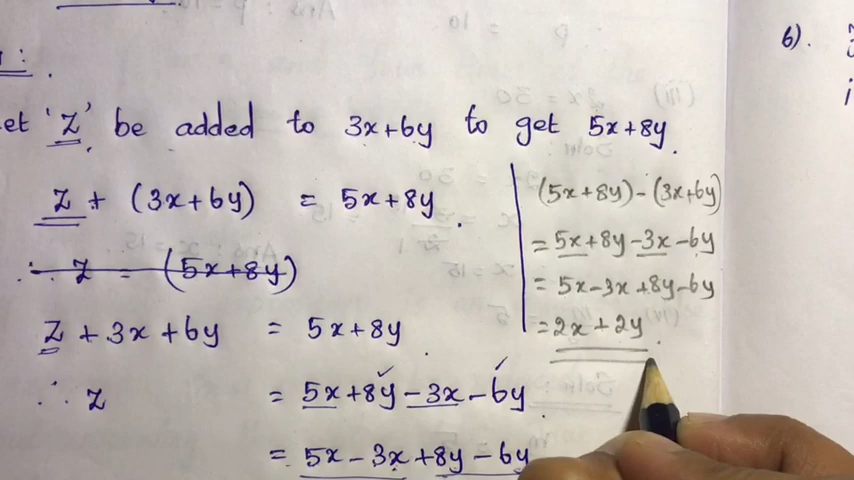 et 'Z' be added to 3x+6y to get 5x+8y.
Z + (3x+6y) = 5x+8y.
∴ Z = (5x+8y)
Z + 3x + 6y = 5x+8y.
∴ Z = 5x+8y-3x-6y.
= 5x-3x+8y-6y
(5x+8y)-(3x+6y)
= 5x+8y-3x-6y
= 5x-3x+8y-6y
= 2x+2y.
6).